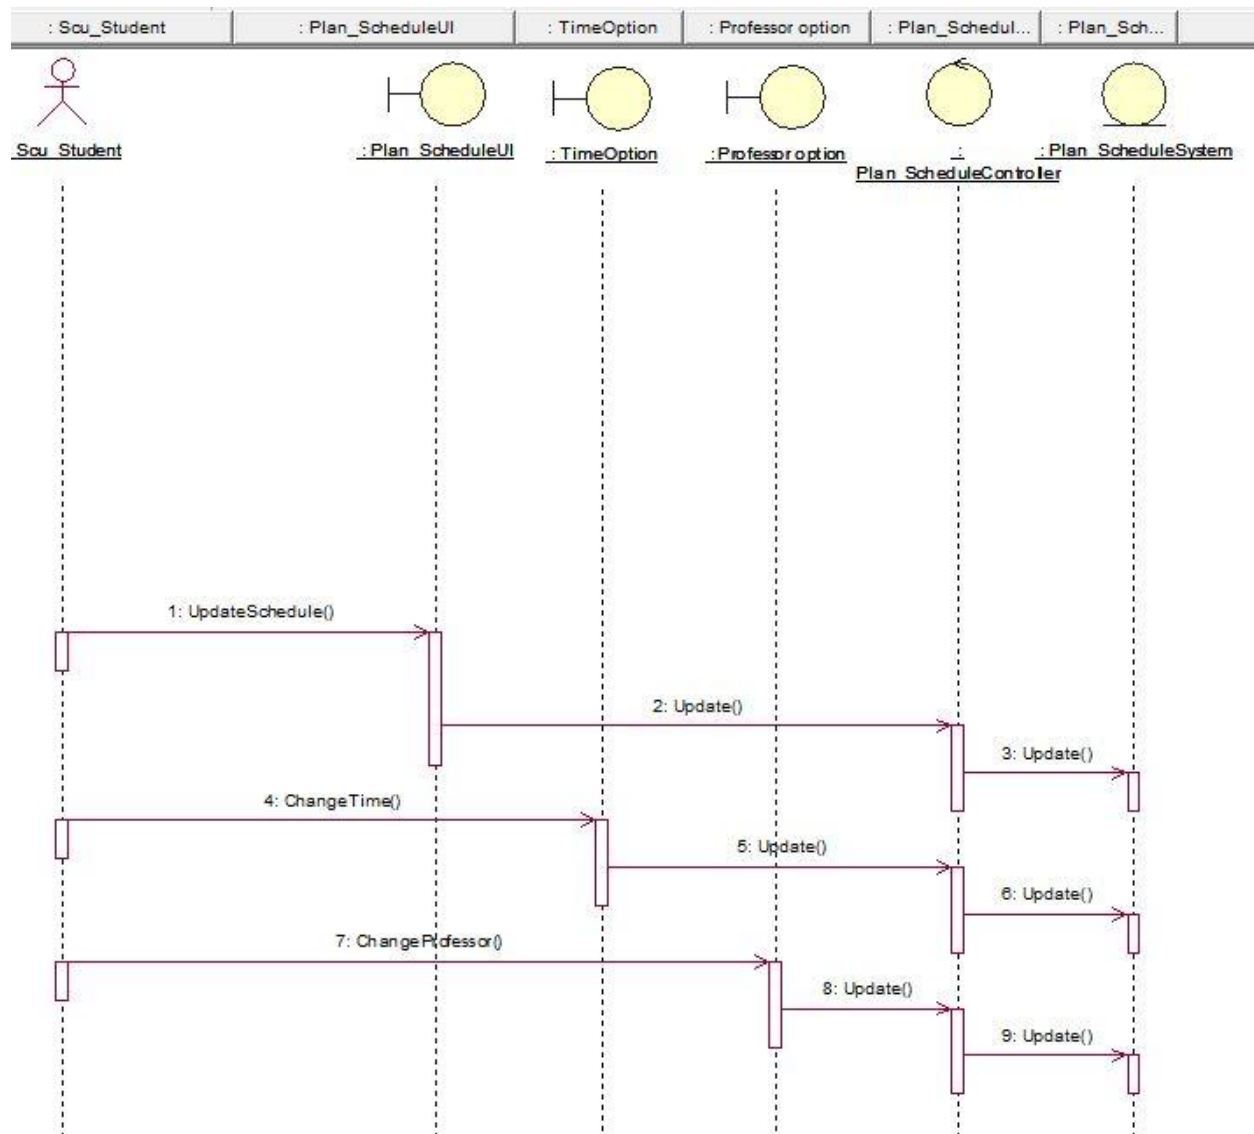 : Scu_Student
: Plan_ScheduleUI
: TimeOption
: Professor option
: Plan_Schedul...
: Plan_Sch...
Scu_Student
: Plan_ScheduleUI
: TimeOption
: Professor option
:
Plan_ScheduleController
: Plan_ScheduleSystem
1: UpdateSchedule()
2: Update()
3: Update()
4: ChangeTime()
5: Update()
6: Update()
7: ChangeProfessor()
8: Update()
9: Update()